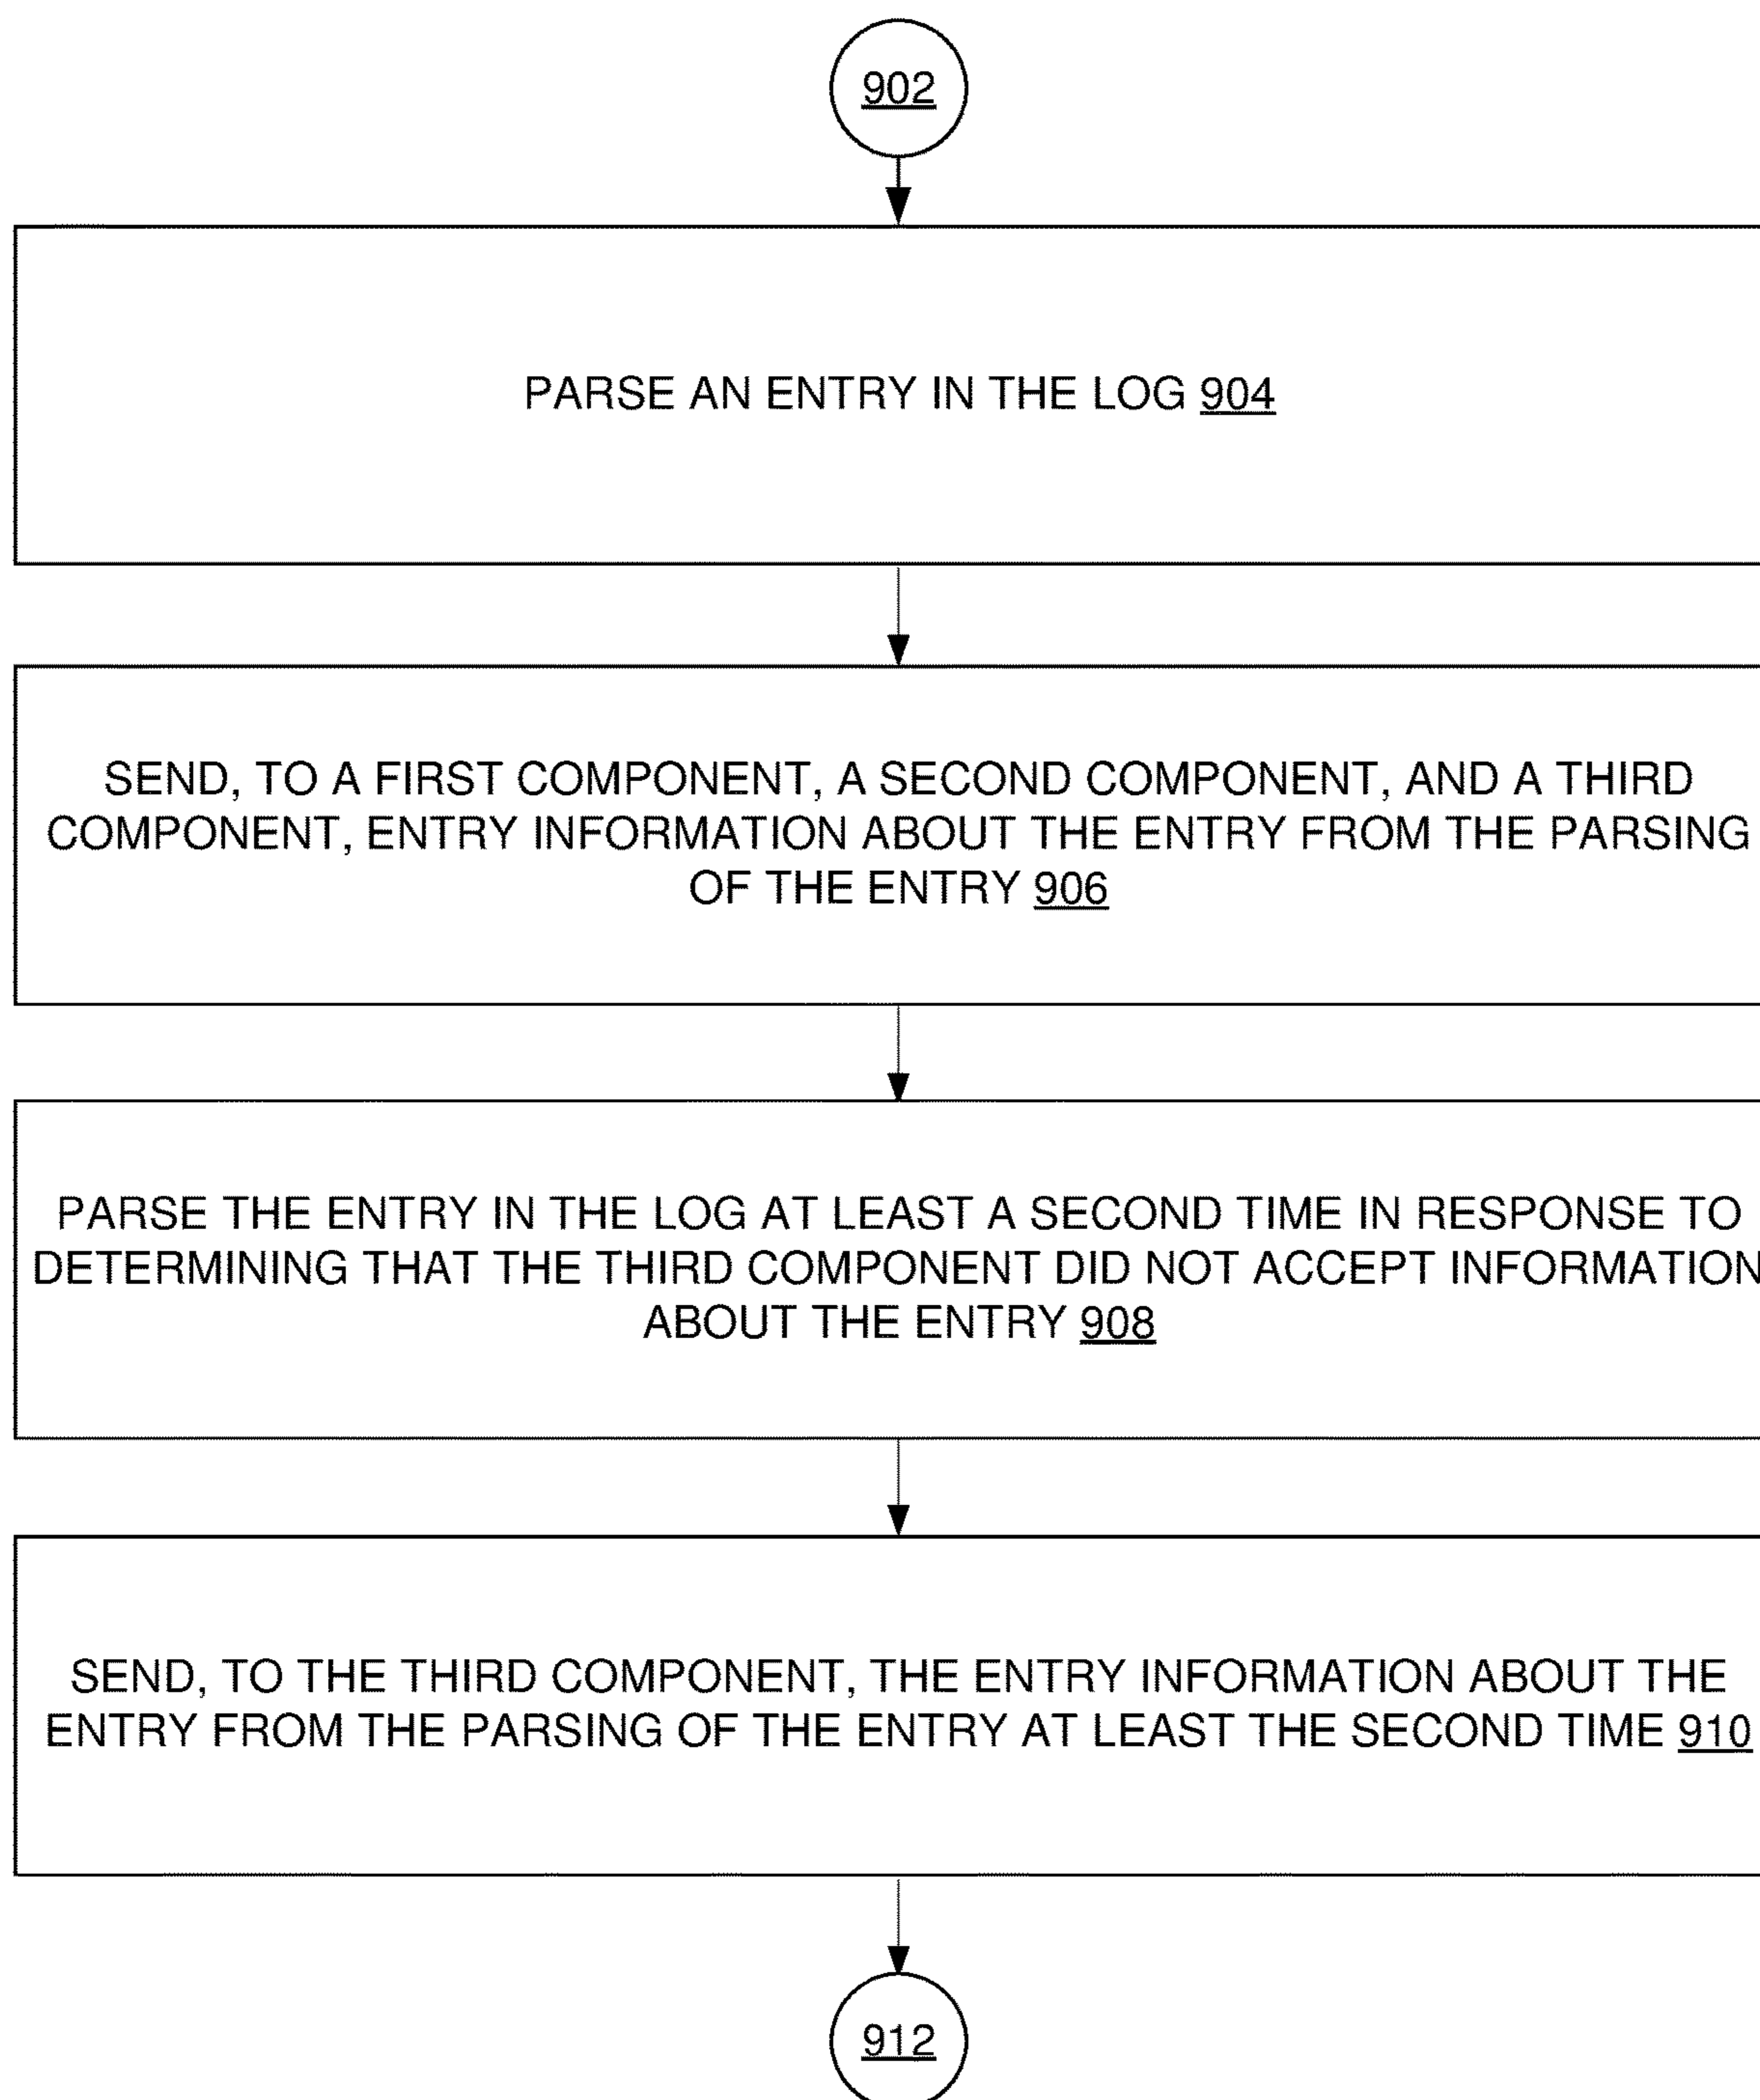 902
PARSE AN ENTRY IN THE LOG 904
SEND, TO A FIRST COMPONENT, A SECOND COMPONENT, AND A THIRD
COMPONENT, ENTRY INFORMATION ABOUT THE ENTRY FROM THE PARSING
OF THE ENTRY 906
PARSE THE ENTRY IN THE LOG AT LEAST A SECOND TIME IN RESPONSE TO
DETERMINING THAT THE THIRD COMPONENT DID NOT ACCEPT INFORMATION
ABOUT THE ENTRY 908
SEND, TO THE THIRD COMPONENT, THE ENTRY INFORMATION ABOUT THE
ENTRY FROM THE PARSING OF THE ENTRY AT LEAST THE SECOND TIME 910
912